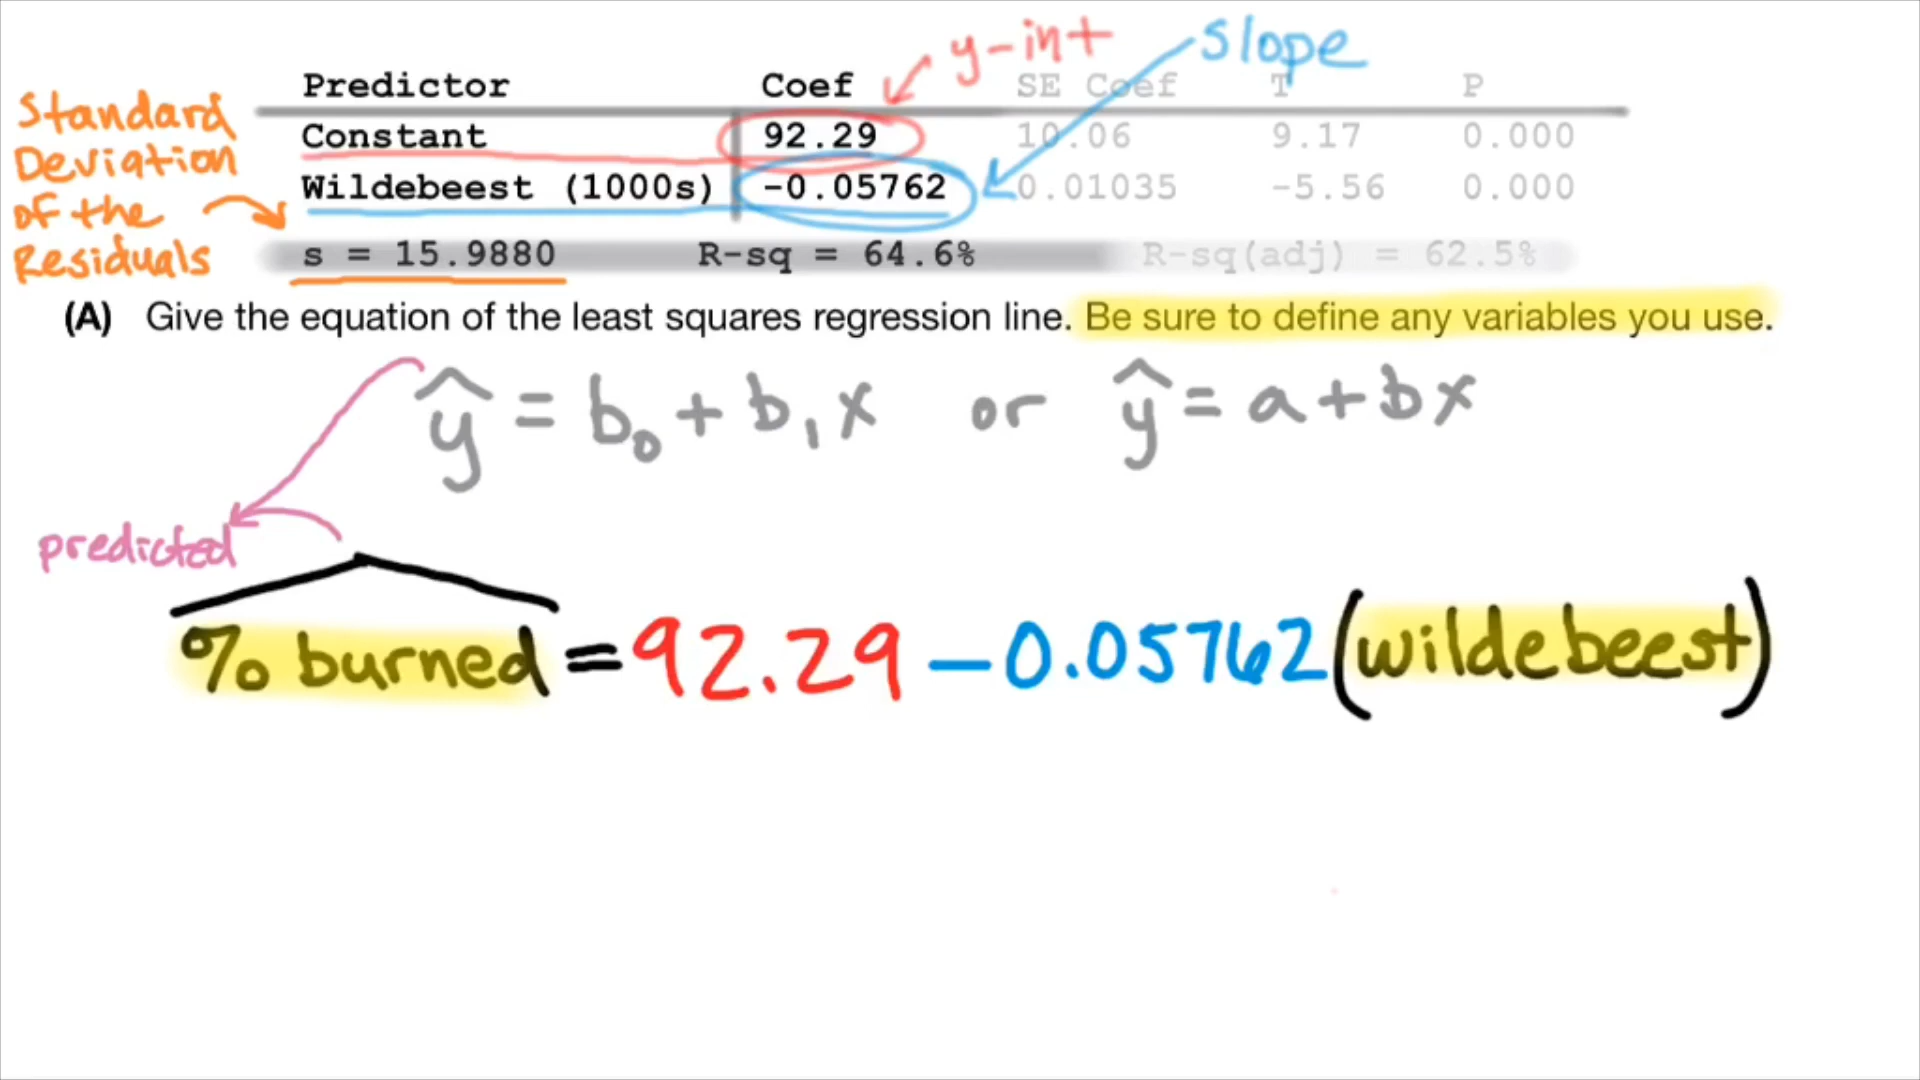 y-int slope
Predictor Coef SE Coef T P
Constant 92.29 10.06 9.17 0.000
Wildebeest (1000s) -0.05762 0.01035 -5.56 0.000
s = 15.9880 R-sq = 64.6% R-sq(adj) = 62.5%
Standard
Deviation
of the
Residuals
(A) Give the equation of the least squares regression line. Be sure to define any variables you use.
ŷ = b₀ + b₁x or ŷ = a + bx
predicted
% burned = 92.29 – 0.05762 (wildebeest)